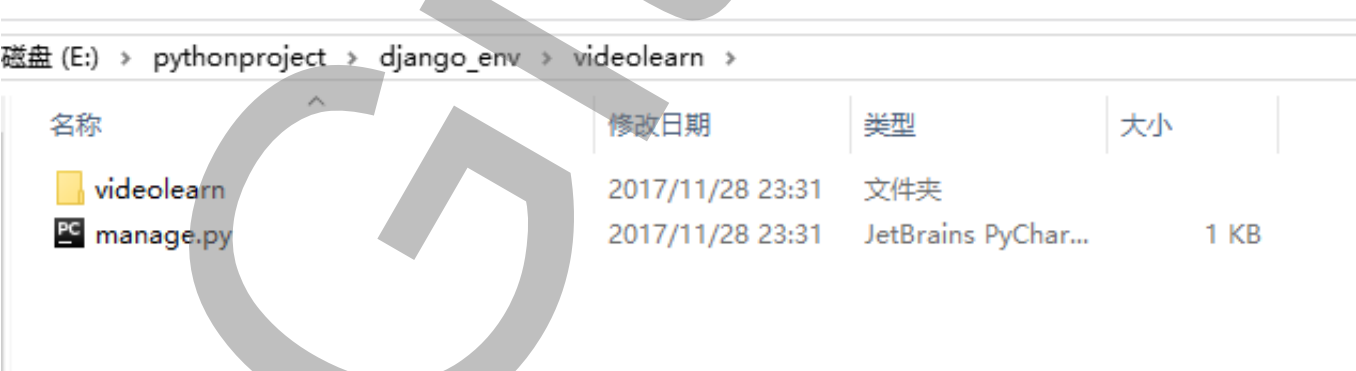 磁盘 (E:) > pythonproject > django_env > videolearn >
名称 修改日期 类型 大小
videolearn 2017/11/28 23:31 文件夹
PC manage.py 2017/11/28 23:31 JetBrains PyChar... 1 KB